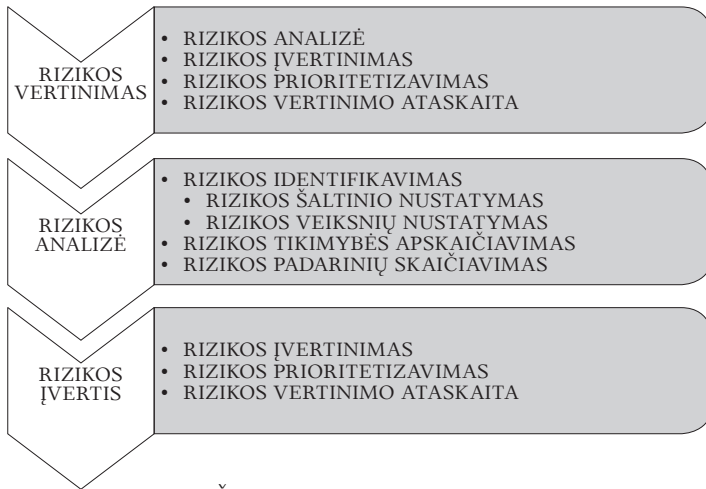 RIZIKOS
VERTINIMAS
• RIZIKOS ANALIZĖ
• RIZIKOS ĮVERTINIMAS
• RIZIKOS PRIORITETIZAVIMAS
• RIZIKOS VERTINIMO ATASKAITA
RIZIKOS
ANALIZĖ
• RIZIKOS IDENTIFIKAVIMAS
• RIZIKOS ŠALTINIO NUSTATYMAS
• RIZIKOS VEIKSNIŲ NUSTATYMAS
• RIZIKOS TIKIMYBĖS APSKAIČIAVIMAS
• RIZIKOS PADARINIŲ SKAIČIAVIMAS
RIZIKOS
ĮVERTIS
• RIZIKOS ĮVERTINIMAS
• RIZIKOS PRIORITETIZAVIMAS
• RIZIKOS VERTINIMO ATASKAITA